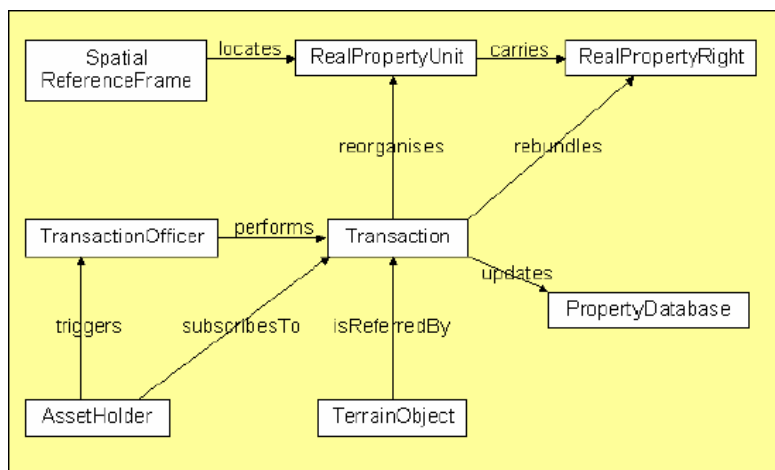 Spatial
ReferenceFrame
locates
RealPropertyUnit
carries
RealPropertyRight
reorganises
rebundles
TransactionOfficer
performs
Transaction
updates
PropertyDatabase
triggers
subscribesTo
isReferredBy
AssetHolder
TerrainObject